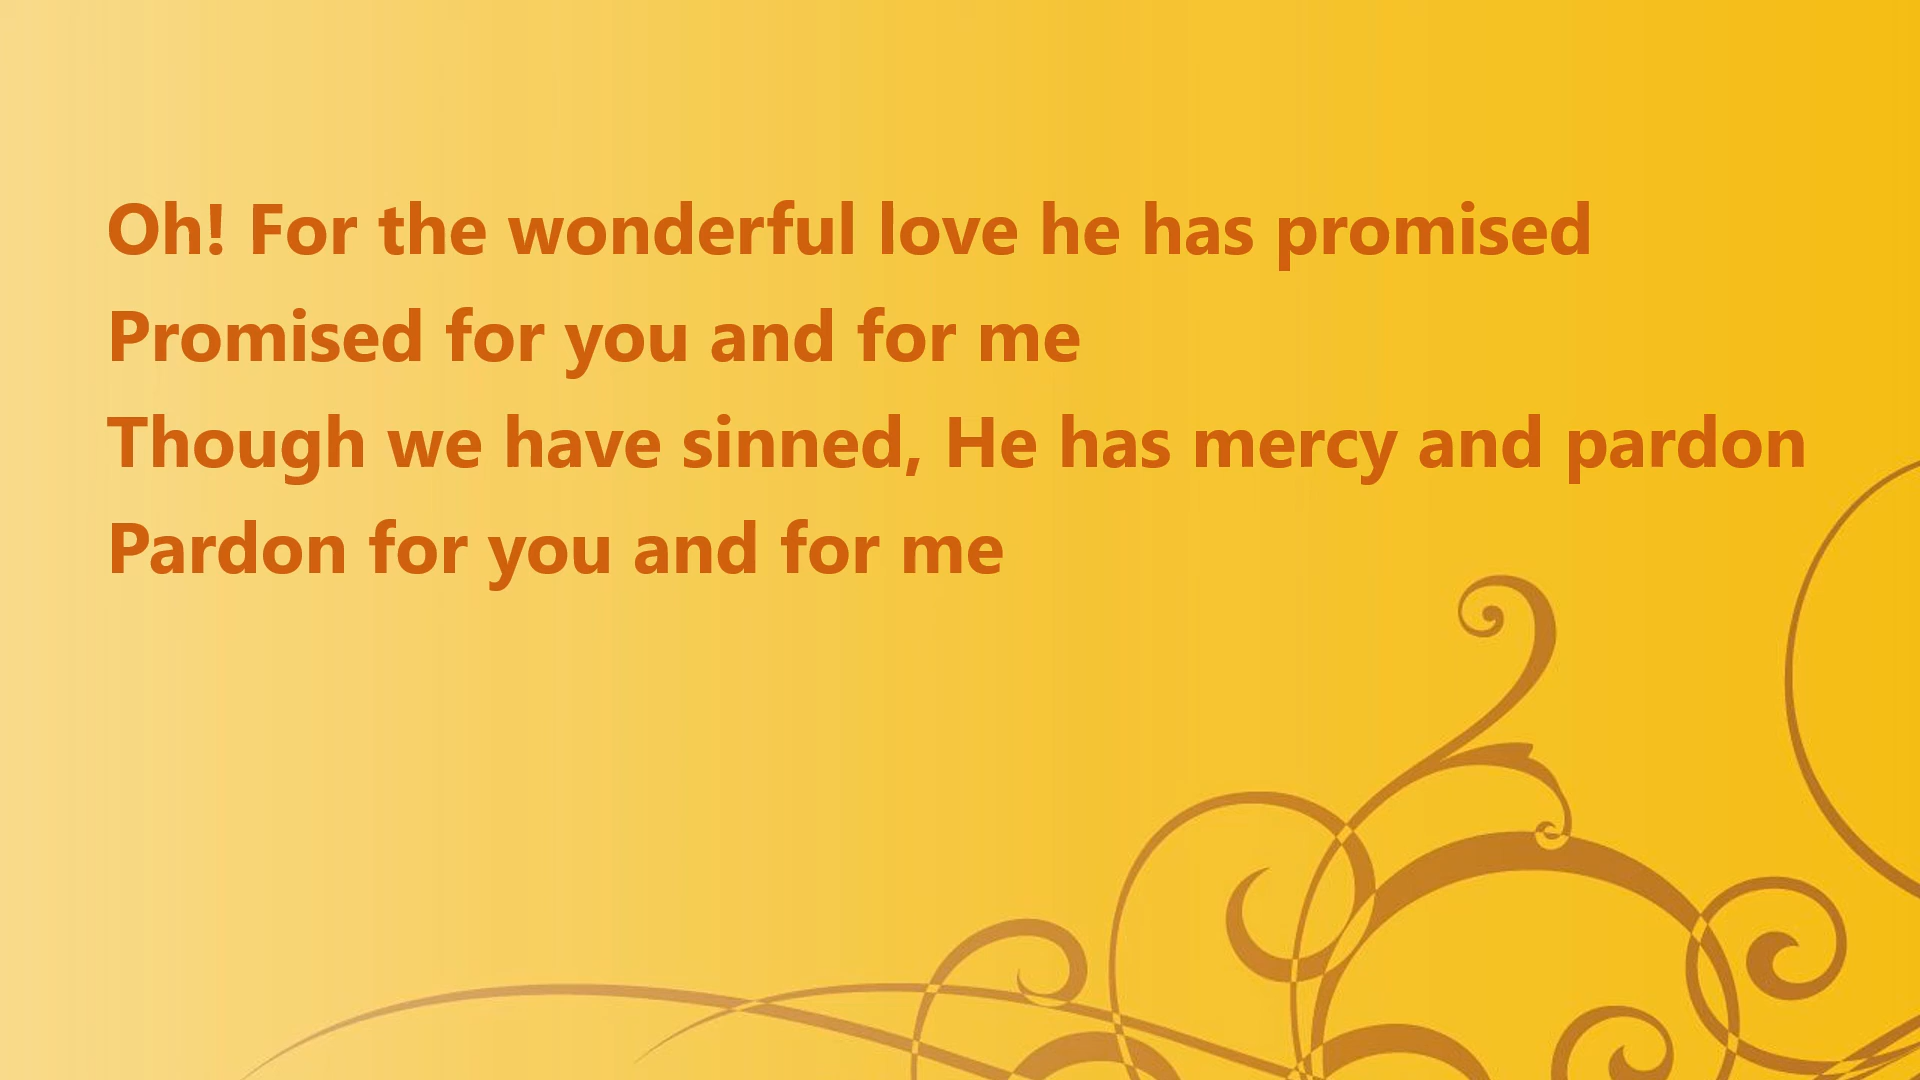 Oh! For the wonderful love he has promised
Promised for you and for me
Though we have sinned, He has mercy and pardon
Pardon for you and for me